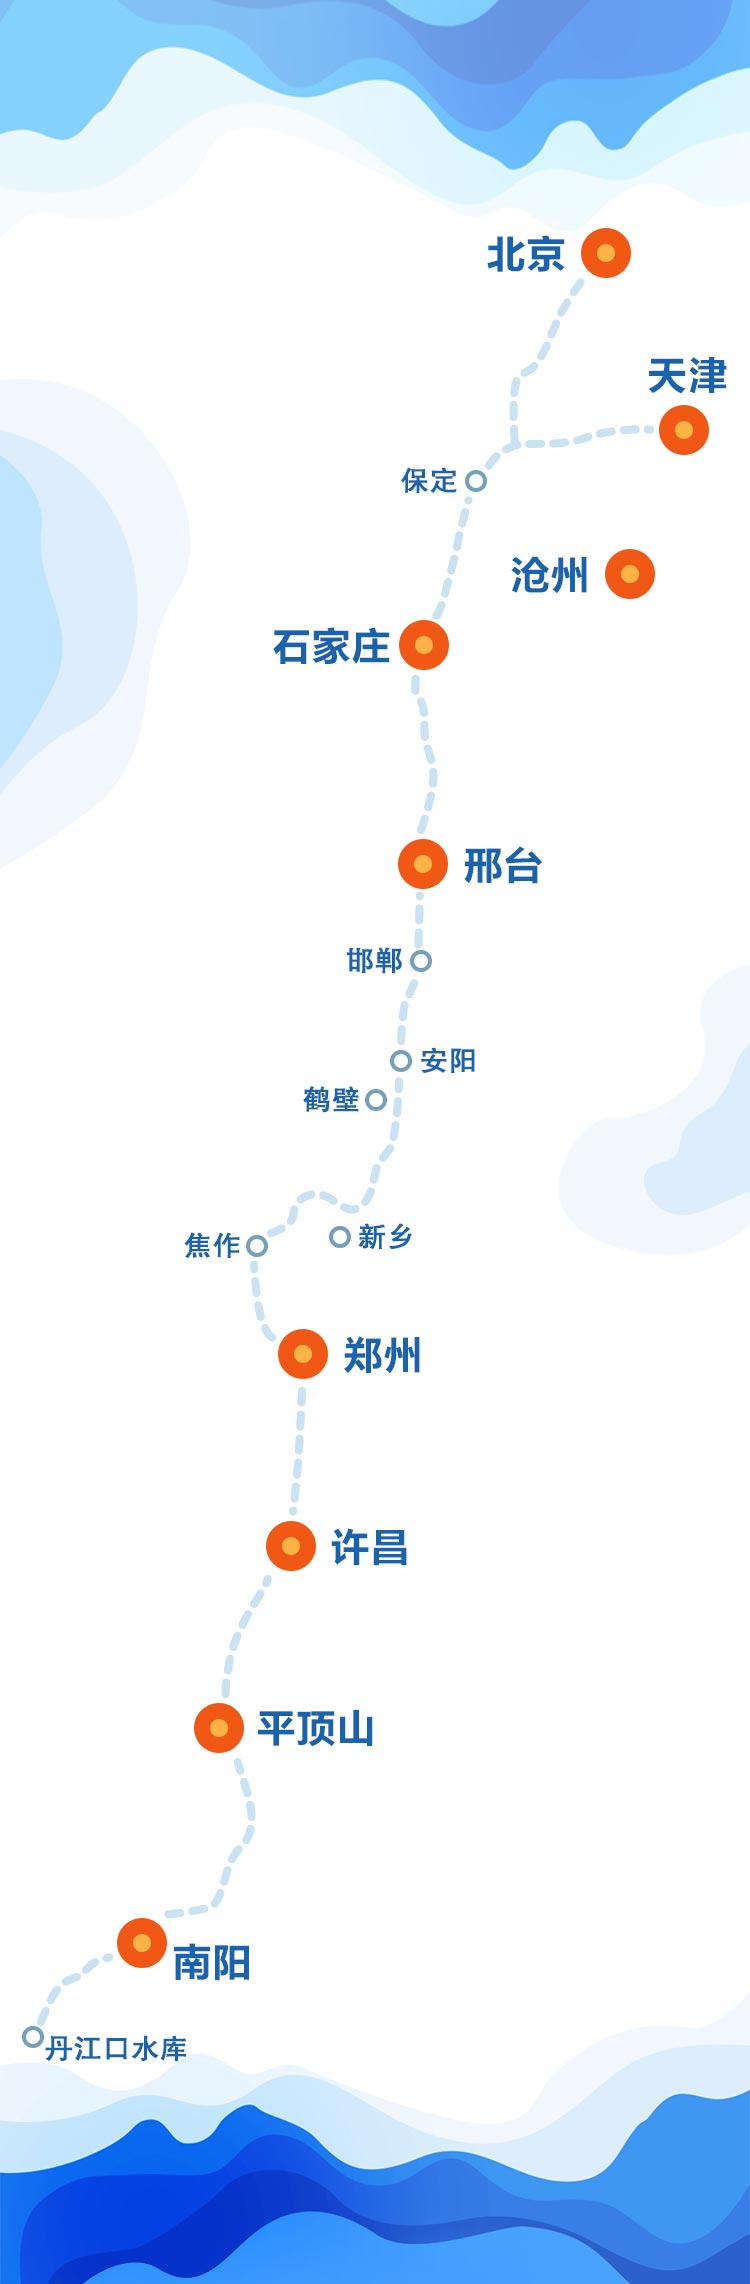 北京
天津
保定
沧州
石家庄
邢台
邯郸
安阳
鹤壁
新乡
焦作
郑州
许昌
平顶山
南阳
丹江口水库